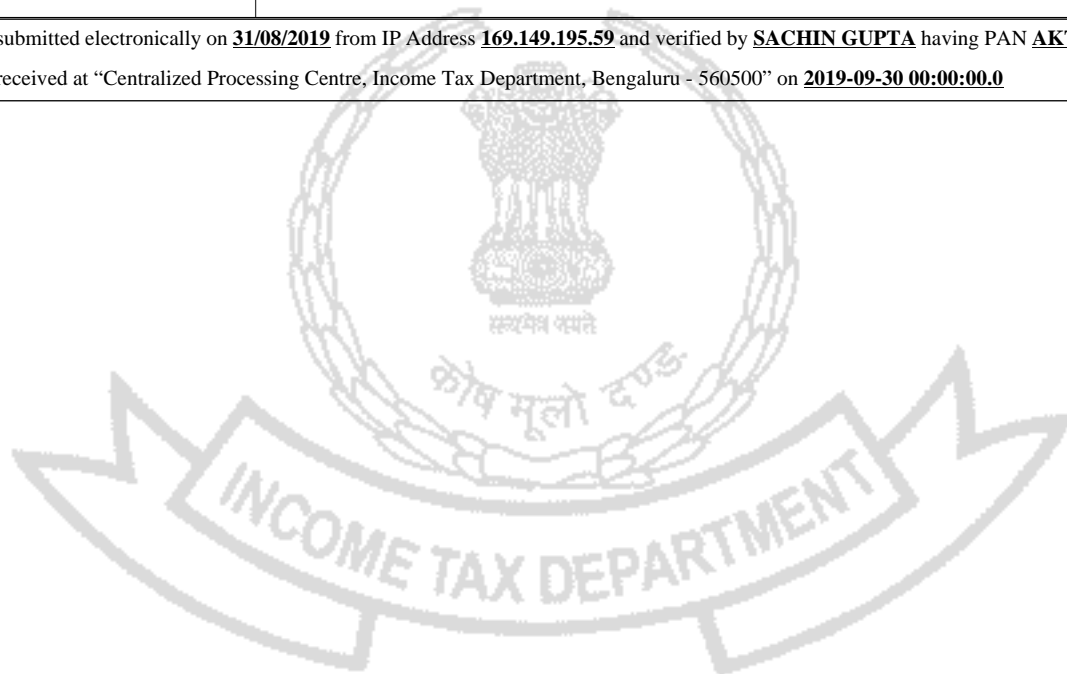 submitted electronically on 31/08/2019 from IP Address 169.149.195.59 and verified by SACHIN GUPTA having PAN AKT
received at “Centralized Processing Centre, Income Tax Department, Bengaluru - 560500” on 2019-09-30 00:00:00.0
सत्यमेव जयते
कोष मूलो दण्ड
INCOME TAX DEPARTMENT